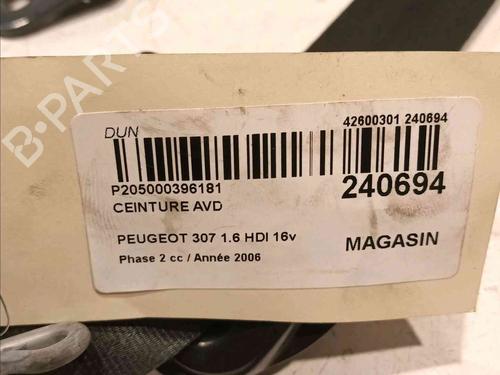 B-PARTS
DUN
42600301 240694
P205000396181
240694
CEINTURE AVD
PEUGEOT 307 1.6 HDI 16v
MAGASIN
Phase 2 cc / Année 2006